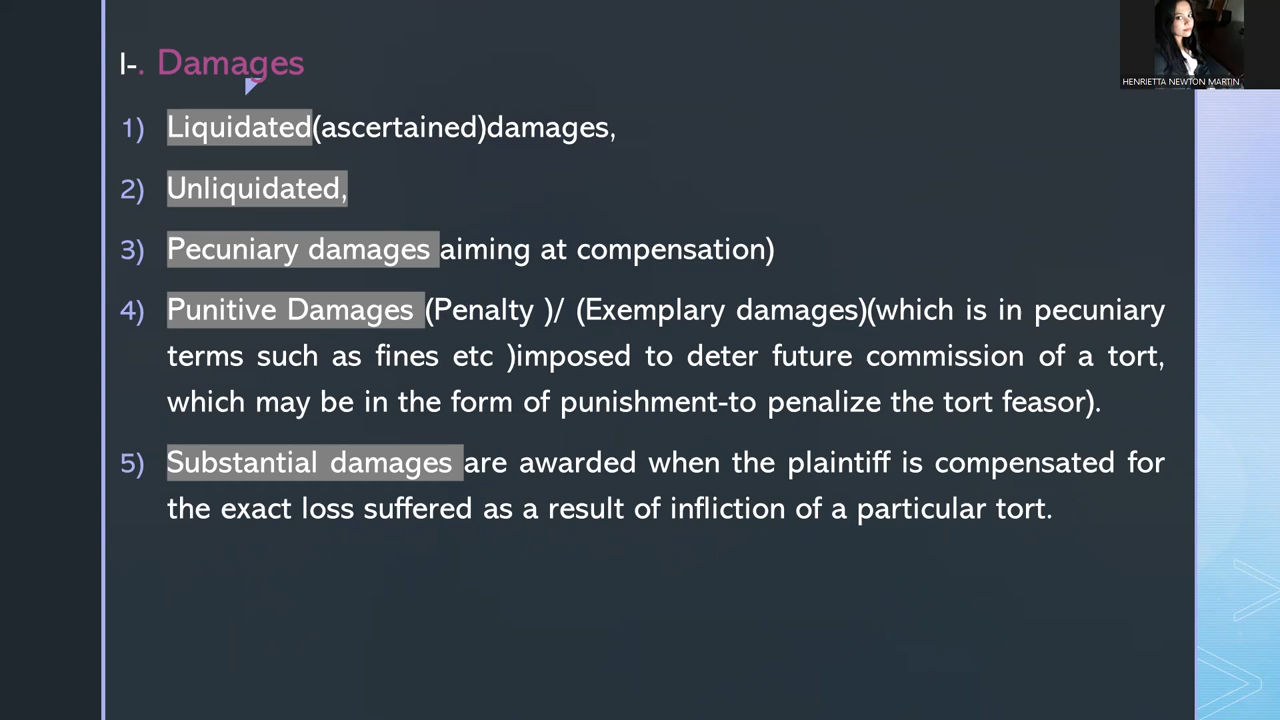 I-. Damages
HENRIETTA NEWTON MARTIN
1) Liquidated(ascertained)damages,
2) Unliquidated,
3) Pecuniary damages aiming at compensation)
4) Punitive Damages (Penalty )/ (Exemplary damages)(which is in pecuniary
terms such as fines etc )imposed to deter future commission of a tort,
which may be in the form of punishment-to penalize the tort feasor).
5) Substantial damages are awarded when the plaintiff is compensated for
the exact loss suffered as a result of infliction of a particular tort.